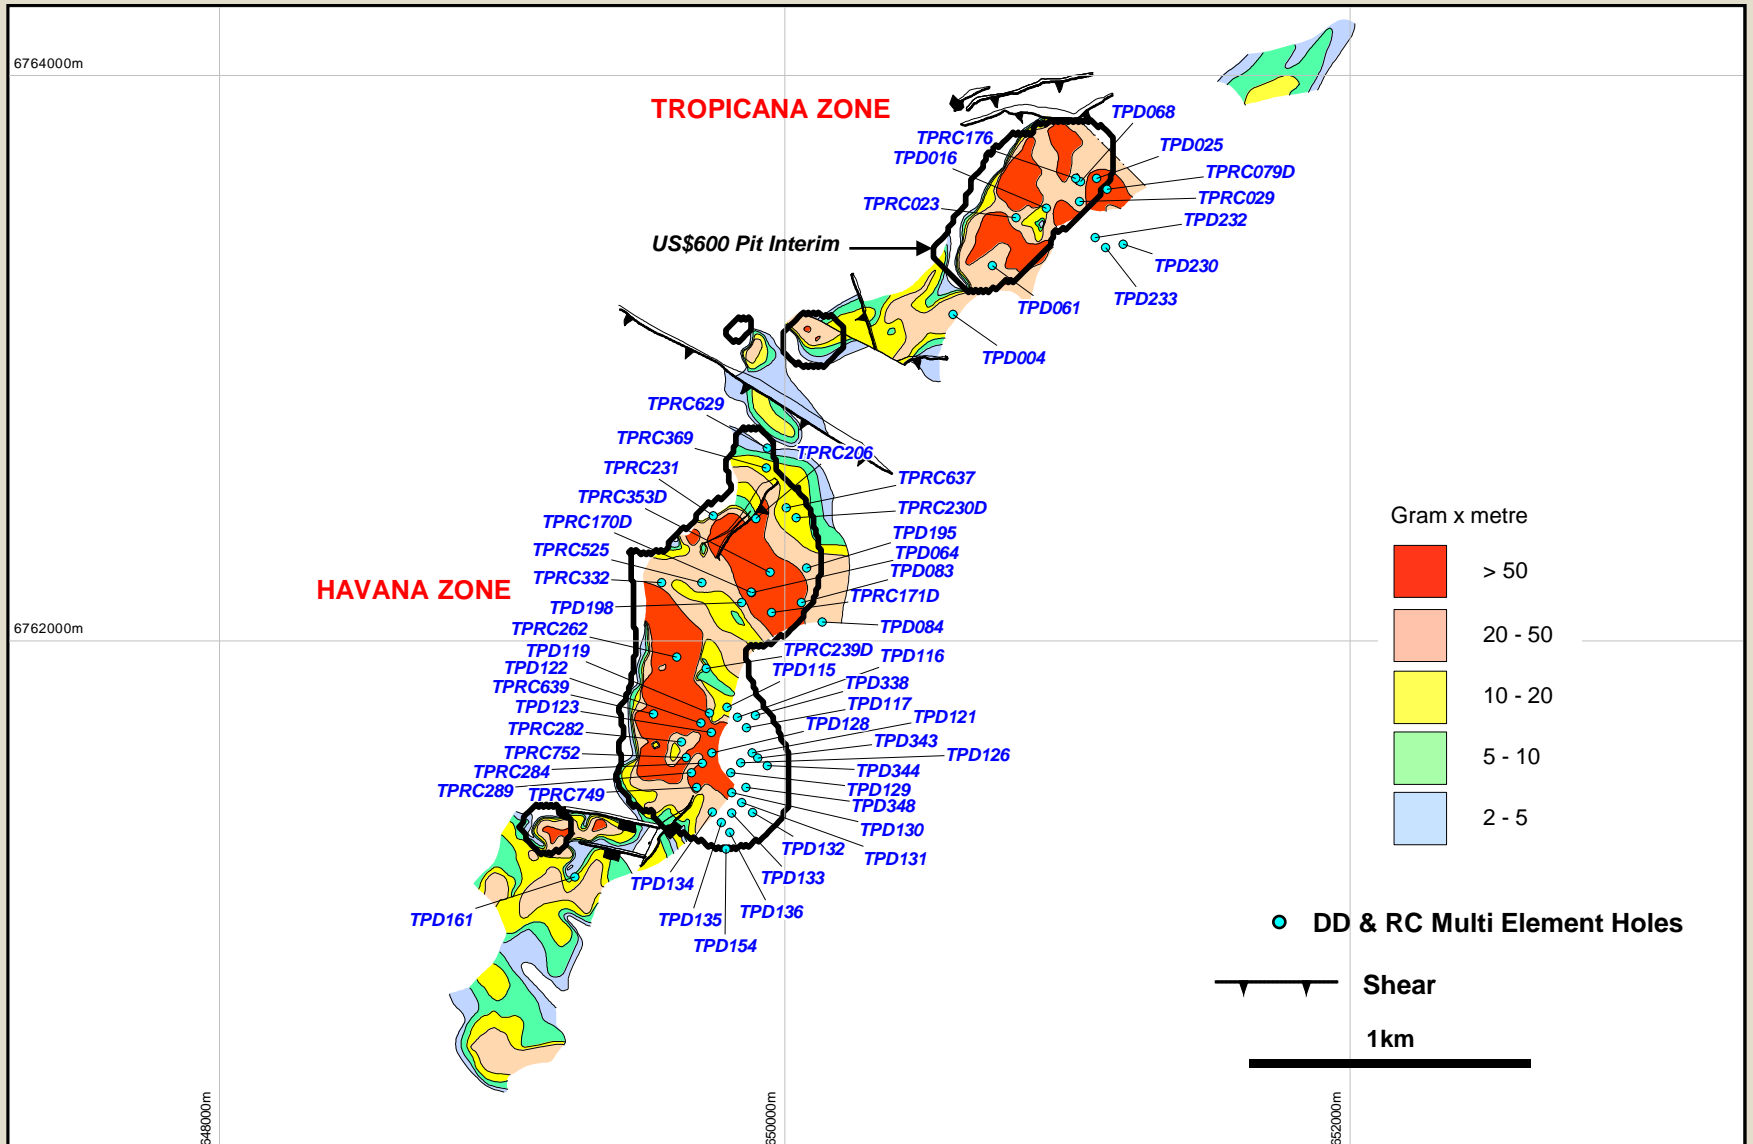 6764000m
TROPICANA ZONE
TPD068
TPRC176
TPD025
TPD016
TPRC079D
TPRC029
TPRC023
TPD232
US$600 Pit Interim
TPD230
TPD233
TPD061
TPD004
TPRC629
TPRC369
TPRC206
TPRC231
TPRC637
TPRC353D
TPRC230D
TPRC170D
TPD195
TPRC525
TPD064
TPRC332
TPD083
HAVANA ZONE
TPRC171D
TPD198
TPRC262
TPD084
6762000m
TPD119
TPRC239D
TPD116
TPD122
TPD115
TPRC639
TPD338
TPD123
TPD117
TPD121
TPRC282
TPD128
TPD343
TPRC752
TPD126
TPRC284
TPD344
TPRC289
TPRC749
TPD129
TPD348
TPD130
TPD132
TPD131
TPD134
TPD133
TPD161
TPD135
TPD136
TPD154
Gram x metre
> 50
20 - 50
10 - 20
5 - 10
2 - 5
DD & RC Multi Element Holes
Shear
1km
648000m
650000m
652000m